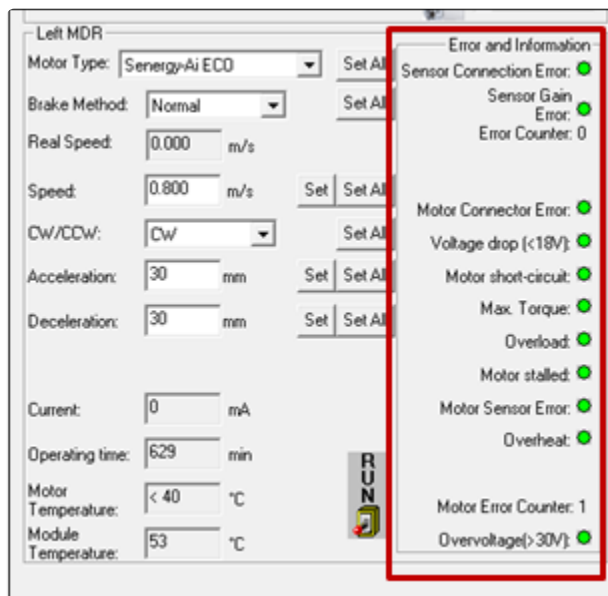 Left MDR
Motor Type: Senergy-Ai ECO Set All
Brake Method: Normal Set All
Real Speed: 0.000 m/s
Speed: 0.800 m/s Set Set All
CW/CCW: CW Set All
Acceleration: 30 mm Set Set All
Deceleration: 30 mm Set Set All
Current: 0 mA
Operating time: 629 min
Motor
Temperature: < 40 °C
Module
Temperature: 53 °C
RUN
Error and Information
Sensor Connection Error:
Sensor Gain
Error:
Error Counter: 0
Motor Connector Error:
Voltage drop (<18V):
Motor short-circuit:
Max. Torque:
Overload:
Motor stalled:
Motor Sensor Error:
Overheat:
Motor Error Counter: 1
Overvoltage(>30V):